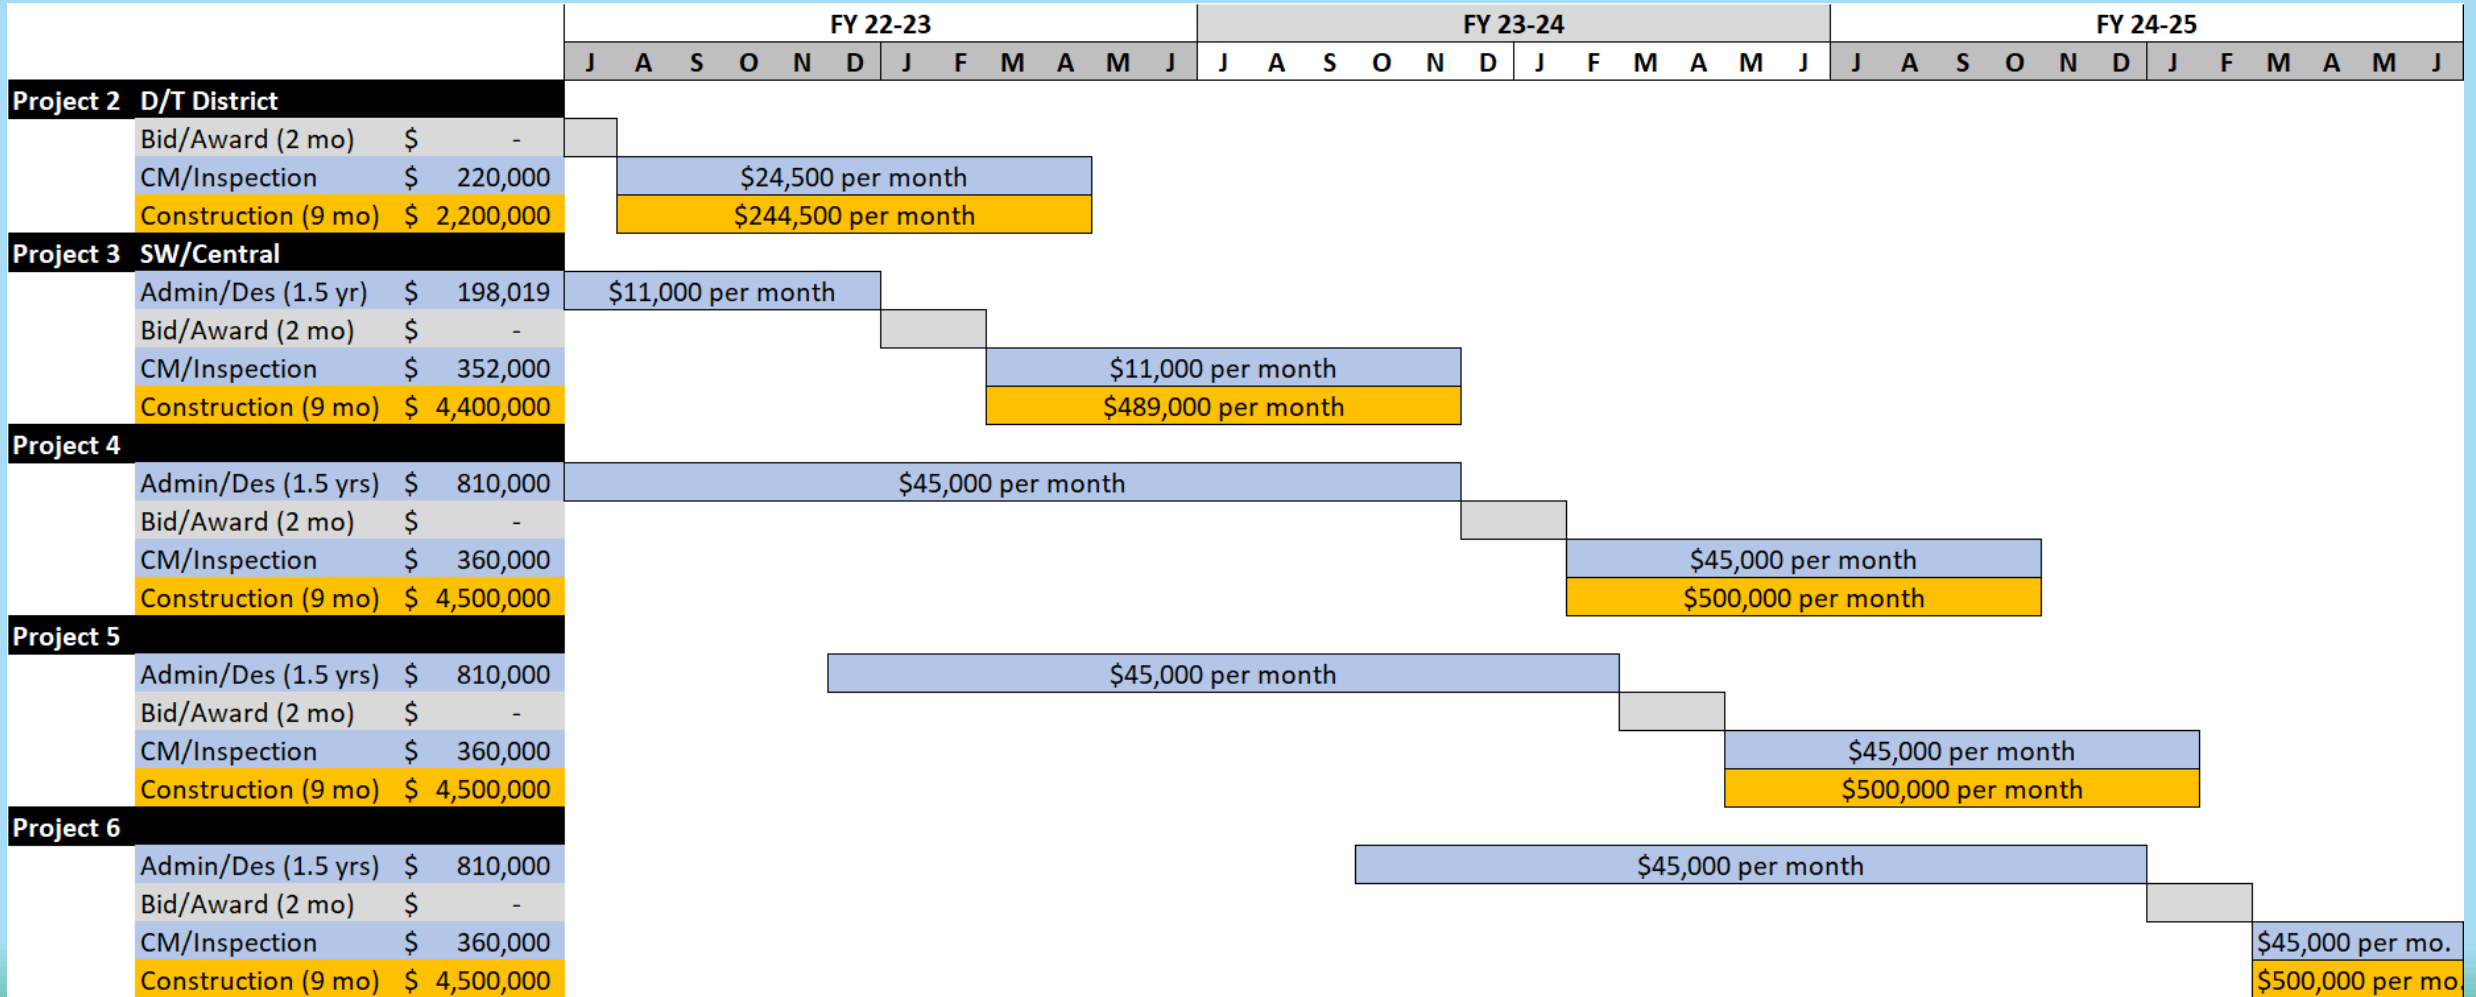 FY 22-23 FY 23-24 FY 24-25
J A S O N D J F M A M J J A S O N D J F M A M J J A S O N D J F M A M J
Project 2 D/T District
Bid/Award (2 mo) $ -
CM/Inspection $ 220,000 $24,500 per month
Construction (9 mo) $ 2,200,000 $244,500 per month
Project 3 SW/Central
Admin/Des (1.5 yr) $ 198,019 $11,000 per month
Bid/Award (2 mo) $ -
CM/Inspection $ 352,000 $11,000 per month
Construction (9 mo) $ 4,400,000 $489,000 per month
Project 4
Admin/Des (1.5 yrs) $ 810,000 $45,000 per month
Bid/Award (2 mo) $ -
CM/Inspection $ 360,000 $45,000 per month
Construction (9 mo) $ 4,500,000 $500,000 per month
Project 5
Admin/Des (1.5 yrs) $ 810,000 $45,000 per month
Bid/Award (2 mo) $ -
CM/Inspection $ 360,000 $45,000 per month
Construction (9 mo) $ 4,500,000 $500,000 per month
Project 6
Admin/Des (1.5 yrs) $ 810,000 $45,000 per month
Bid/Award (2 mo) $ -
CM/Inspection $ 360,000 $45,000 per mo.
Construction (9 mo) $ 4,500,000 $500,000 per mo.